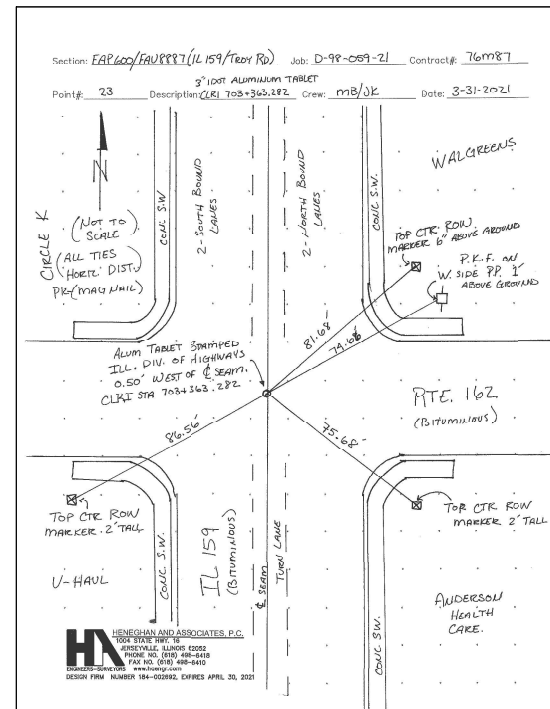 Section: EAP600/FAU8887 (IL 159/TROY RD) Job: D-98-059-21 Contract#: 76M87
3" IDOT ALUMINUM TABLET
Point#: 23 Description: CLRI 703+363.282 Crew: MB/JK Date: 3-31-2021
N
(NOT TO SCALE)
(ALL TIES
"HORIZ" DIST.)
PK-(MAG NAIL)
CIRCLE K
CONC S.W.
2-SOUTH BOUND
LANES
2-NORTH BOUND
LANES
CONC S.W.
WALGREENS
TOP CTR ROW
MARKER 6" ABOVE GROUND
P.K.F. ON
W. SIDE P.P. 1'
ABOVE GROUND
81.68'
74.68'
ALUM TABLET STAMPED
ILL. DIV. OF HIGHWAYS
0.50' WEST OF ℄ SEAM.
CLRI STA 703+363.282
RTE. 162
(BITUMINOUS)
86.56'
75.68'
TOP CTR ROW
MARKER. 2' TALL
TOP CTR ROW
MARKER 2' TALL
U-HAUL
CONC S.W.
IL 159
(BITUMINOUS)
℄ SEAM
TURN LANE
CONC SW.
ANDERSON
HEALTH
CARE.
HA
ENGINEERS-SURVEYORS
HENEGHAN AND ASSOCIATES, P.C.
1004 STATE HWY. 16
JERSEYVILLE, ILLINOIS 62052
PHONE NO. (618) 498-6418
FAX NO. (618) 498-6410
www.haengr.com
DESIGN FIRM NUMBER 184-002692, EXPIRES APRIL 30, 2021